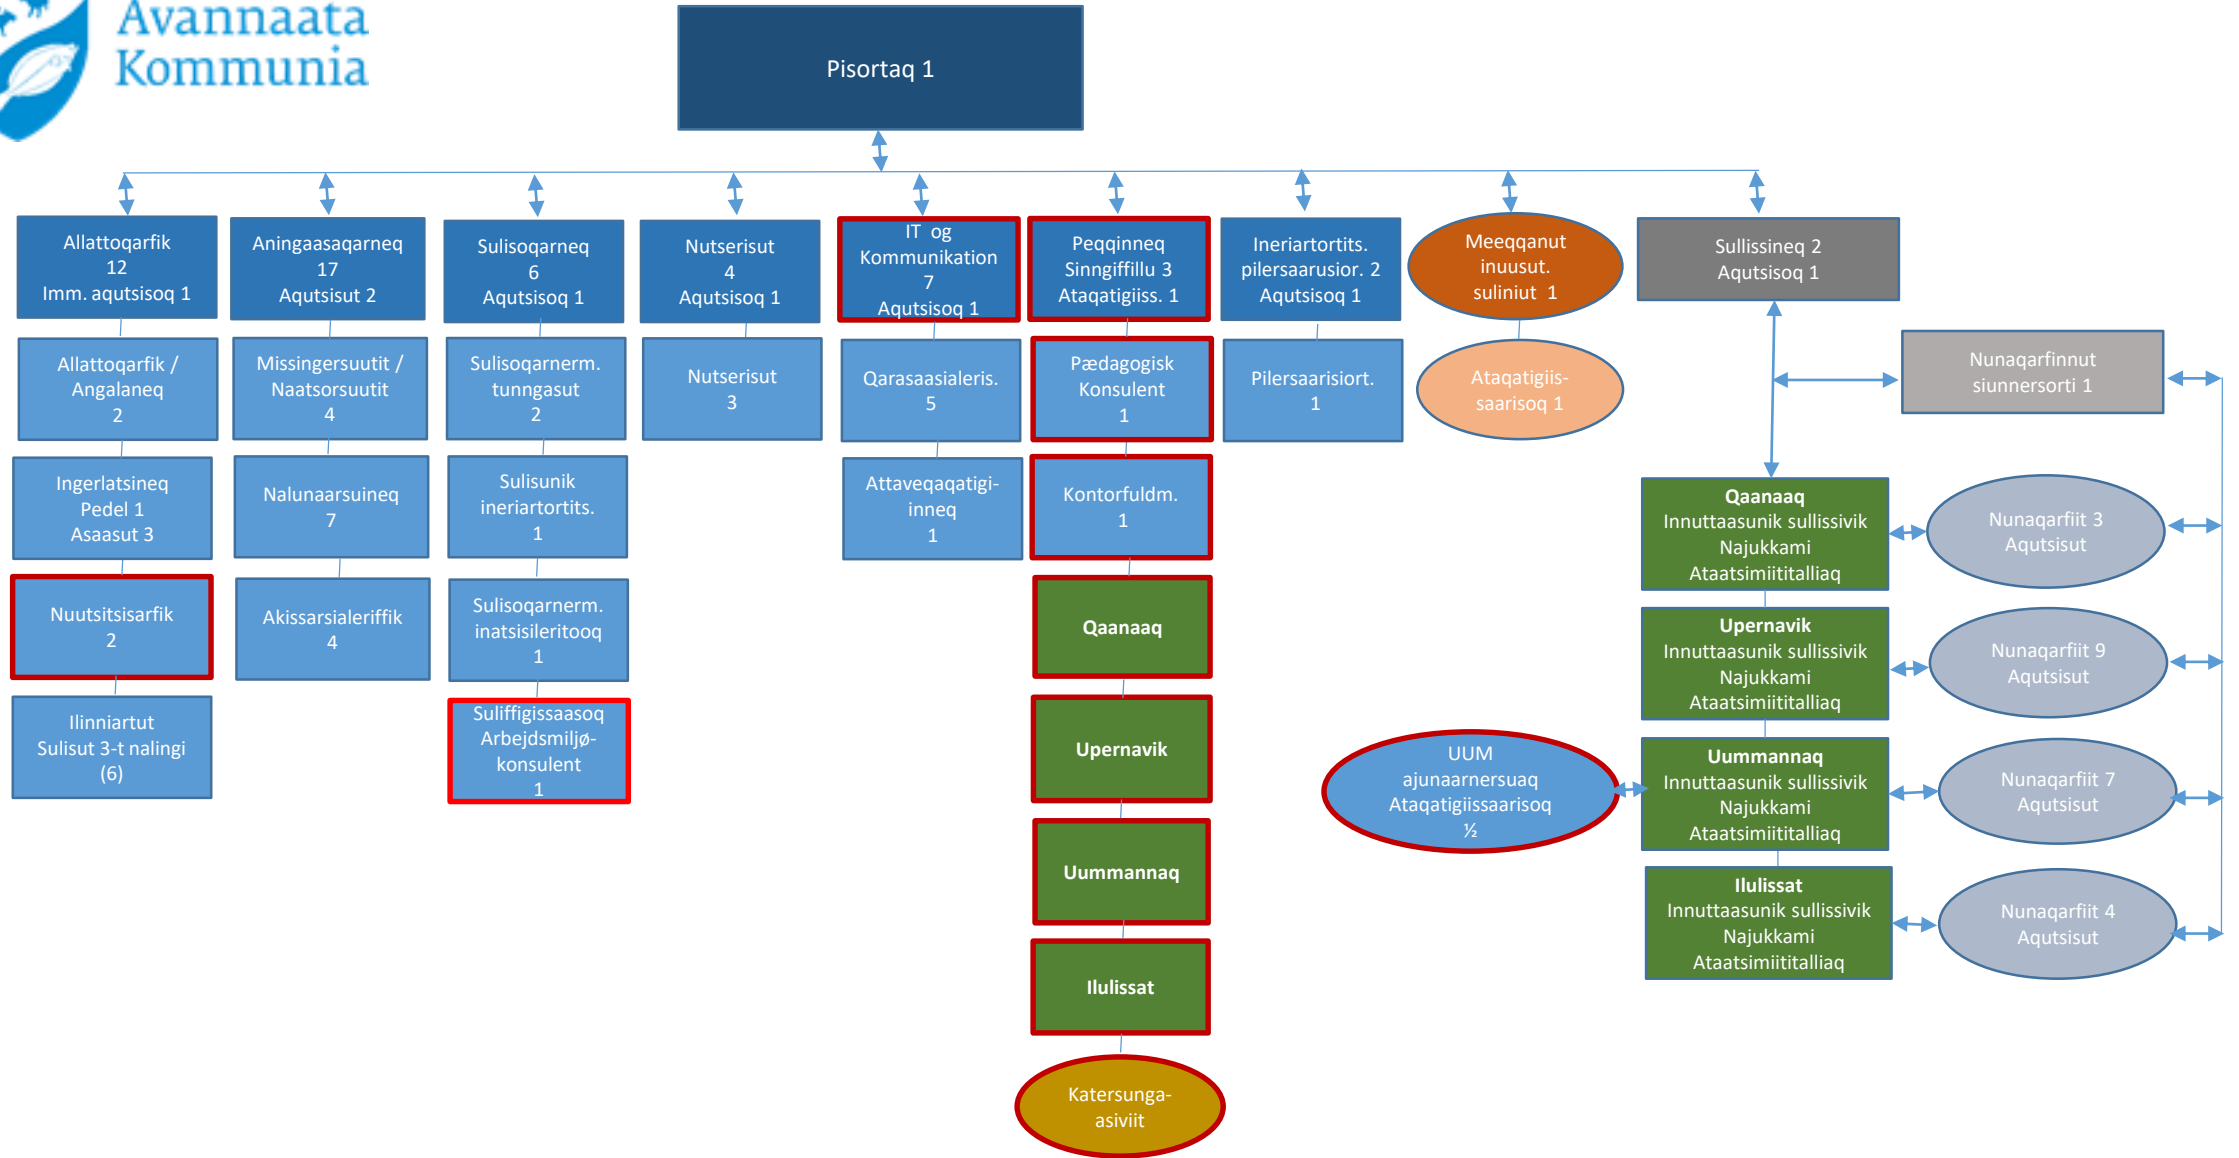 Avannaata
Kommunia
Pisortaq 1
Allattoqarfik
12
Imm. aqutsisoq 1
Aningaasaqarneq
17
Aqutsisut 2
Sulisoqarneq
6
Aqutsisoq 1
Nutserisut
4
Aqutsisoq 1
IT og
Kommunikation
7
Aqutsisoq 1
Peqqinneq
Sinngiffillu 3
Ataqatigiiss. 1
Ineriartortits.
pilersaarusior. 2
Aqutsisoq 1
Meeqqanut
inuusut.
suliniut 1
Sullissineq 2
Aqutsisoq 1
Allattoqarfik /
Angalaneq
2
Missingersuutit /
Naatsorsuutit
4
Sulisoqarnerm.
tunngasut
2
Nutserisut
3
Qarasaasialeris.
5
Pædagogisk
Konsulent
1
Pilersaarisiort.
1
Ataqatigiis-
saarisoq 1
Nunaqarfinnut
siunnersorti 1
Ingerlatsineq
Pedel 1
Asaasut 3
Nalunaarsuineq
7
Sulisunik
ineriartortits.
1
Attaveqaqatigi-
inneq
1
Kontorfuldm.
1
Qaanaaq
Innuttaasunik sullissivik
Najukkami
Ataatsimiititalliaq
Nunaqarfiit 3
Aqutsisut
Nuutsitsisarfik
2
Akissarsialeriffik
4
Sulisoqarnerm.
inatsisileritooq
1
Qaanaaq
Upernavik
Innuttaasunik sullissivik
Najukkami
Ataatsimiititalliaq
Nunaqarfiit 9
Aqutsisut
Ilinniartut
Sulisut 3-t nalingi
(6)
Suliffigissaasoq
Arbejdsmiljø-
konsulent
1
Upernavik
UUM
ajunaarnersuaq
Ataqatigiissaarisoq
½
Uummannaq
Innuttaasunik sullissivik
Najukkami
Ataatsimiititalliaq
Nunaqarfiit 7
Aqutsisut
Uummannaq
Ilulissat
Innuttaasunik sullissivik
Najukkami
Ataatsimiititalliaq
Nunaqarfiit 4
Aqutsisut
Ilulissat
Katersunga-
asiviit